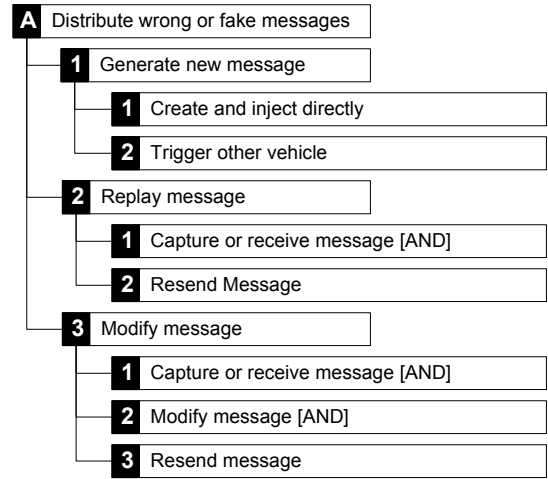 A Distribute wrong or fake messages
1 Generate new message
1 Create and inject directly
2 Trigger other vehicle
2 Replay message
1 Capture or receive message [AND]
2 Resend Message
3 Modify message
1 Capture or receive message [AND]
2 Modify message [AND]
3 Resend message